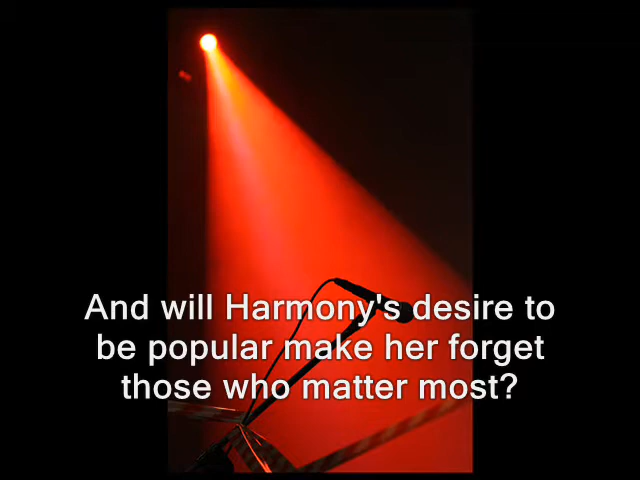 And will Harmony's desire to
be popular make her forget
those who matter most?